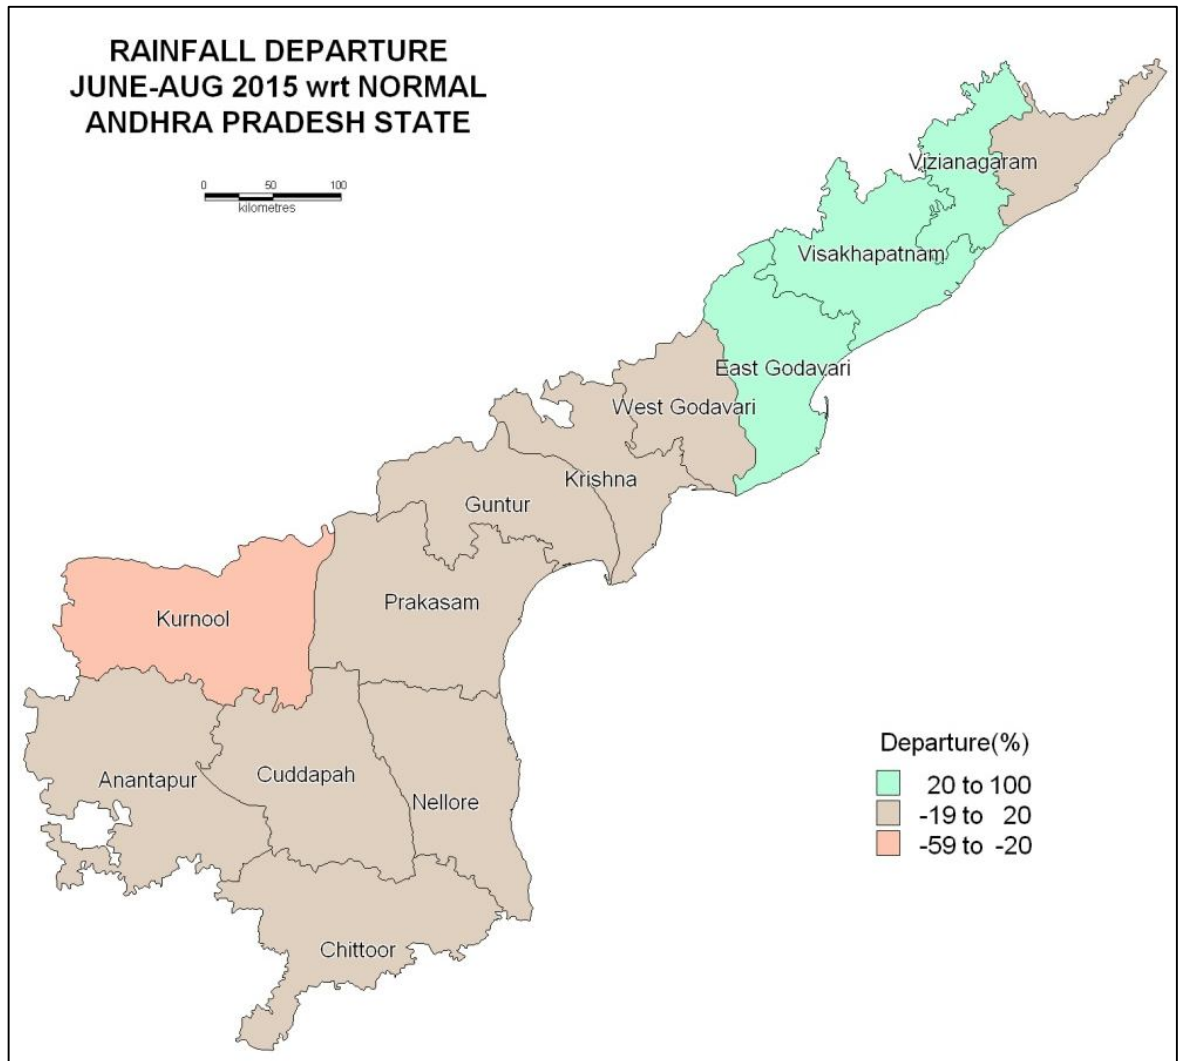 RAINFALL DEPARTURE
JUNE-AUG 2015 wrt NORMAL
ANDHRA PRADESH STATE
0 50 100
kilometres
Vizianagaram
Visakhapatnam
East Godavari
West Godavari
Krishna
Guntur
Prakasam
Kurnool
Anantapur
Cuddapah
Nellore
Chittoor
Departure(%)
20 to 100
-19 to 20
-59 to -20